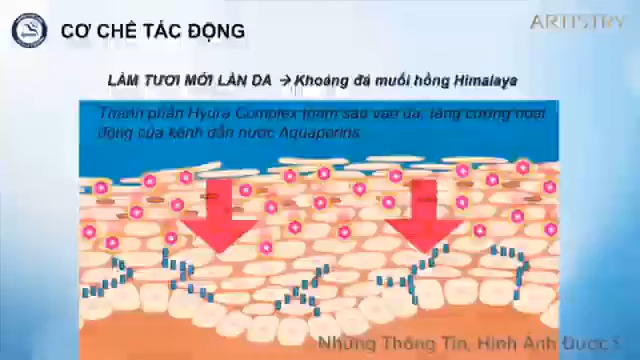 CƠ CHẾ TÁC ĐỘNG
ARTISTRY
LÀM TƯƠI MỚI LÀN DA → Khoáng đá muối hồng Himalaya
Thành phần Hydra Complex thấm sâu vào da, tăng cường hoạt
động của kênh dẫn nước Aquaporins
Những Thông Tin, Hình Ảnh Được